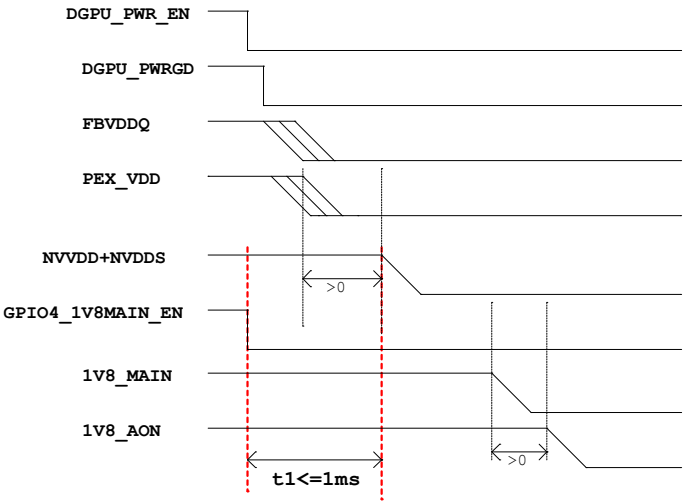 DGPU_PWR_EN
DGPU_PWRGD
FBVDDQ
PEX_VDD
NVVDD+NVDDS
>0
GPIO4_1V8MAIN_EN
1V8_MAIN
1V8_AON
>0
t1<=1ms